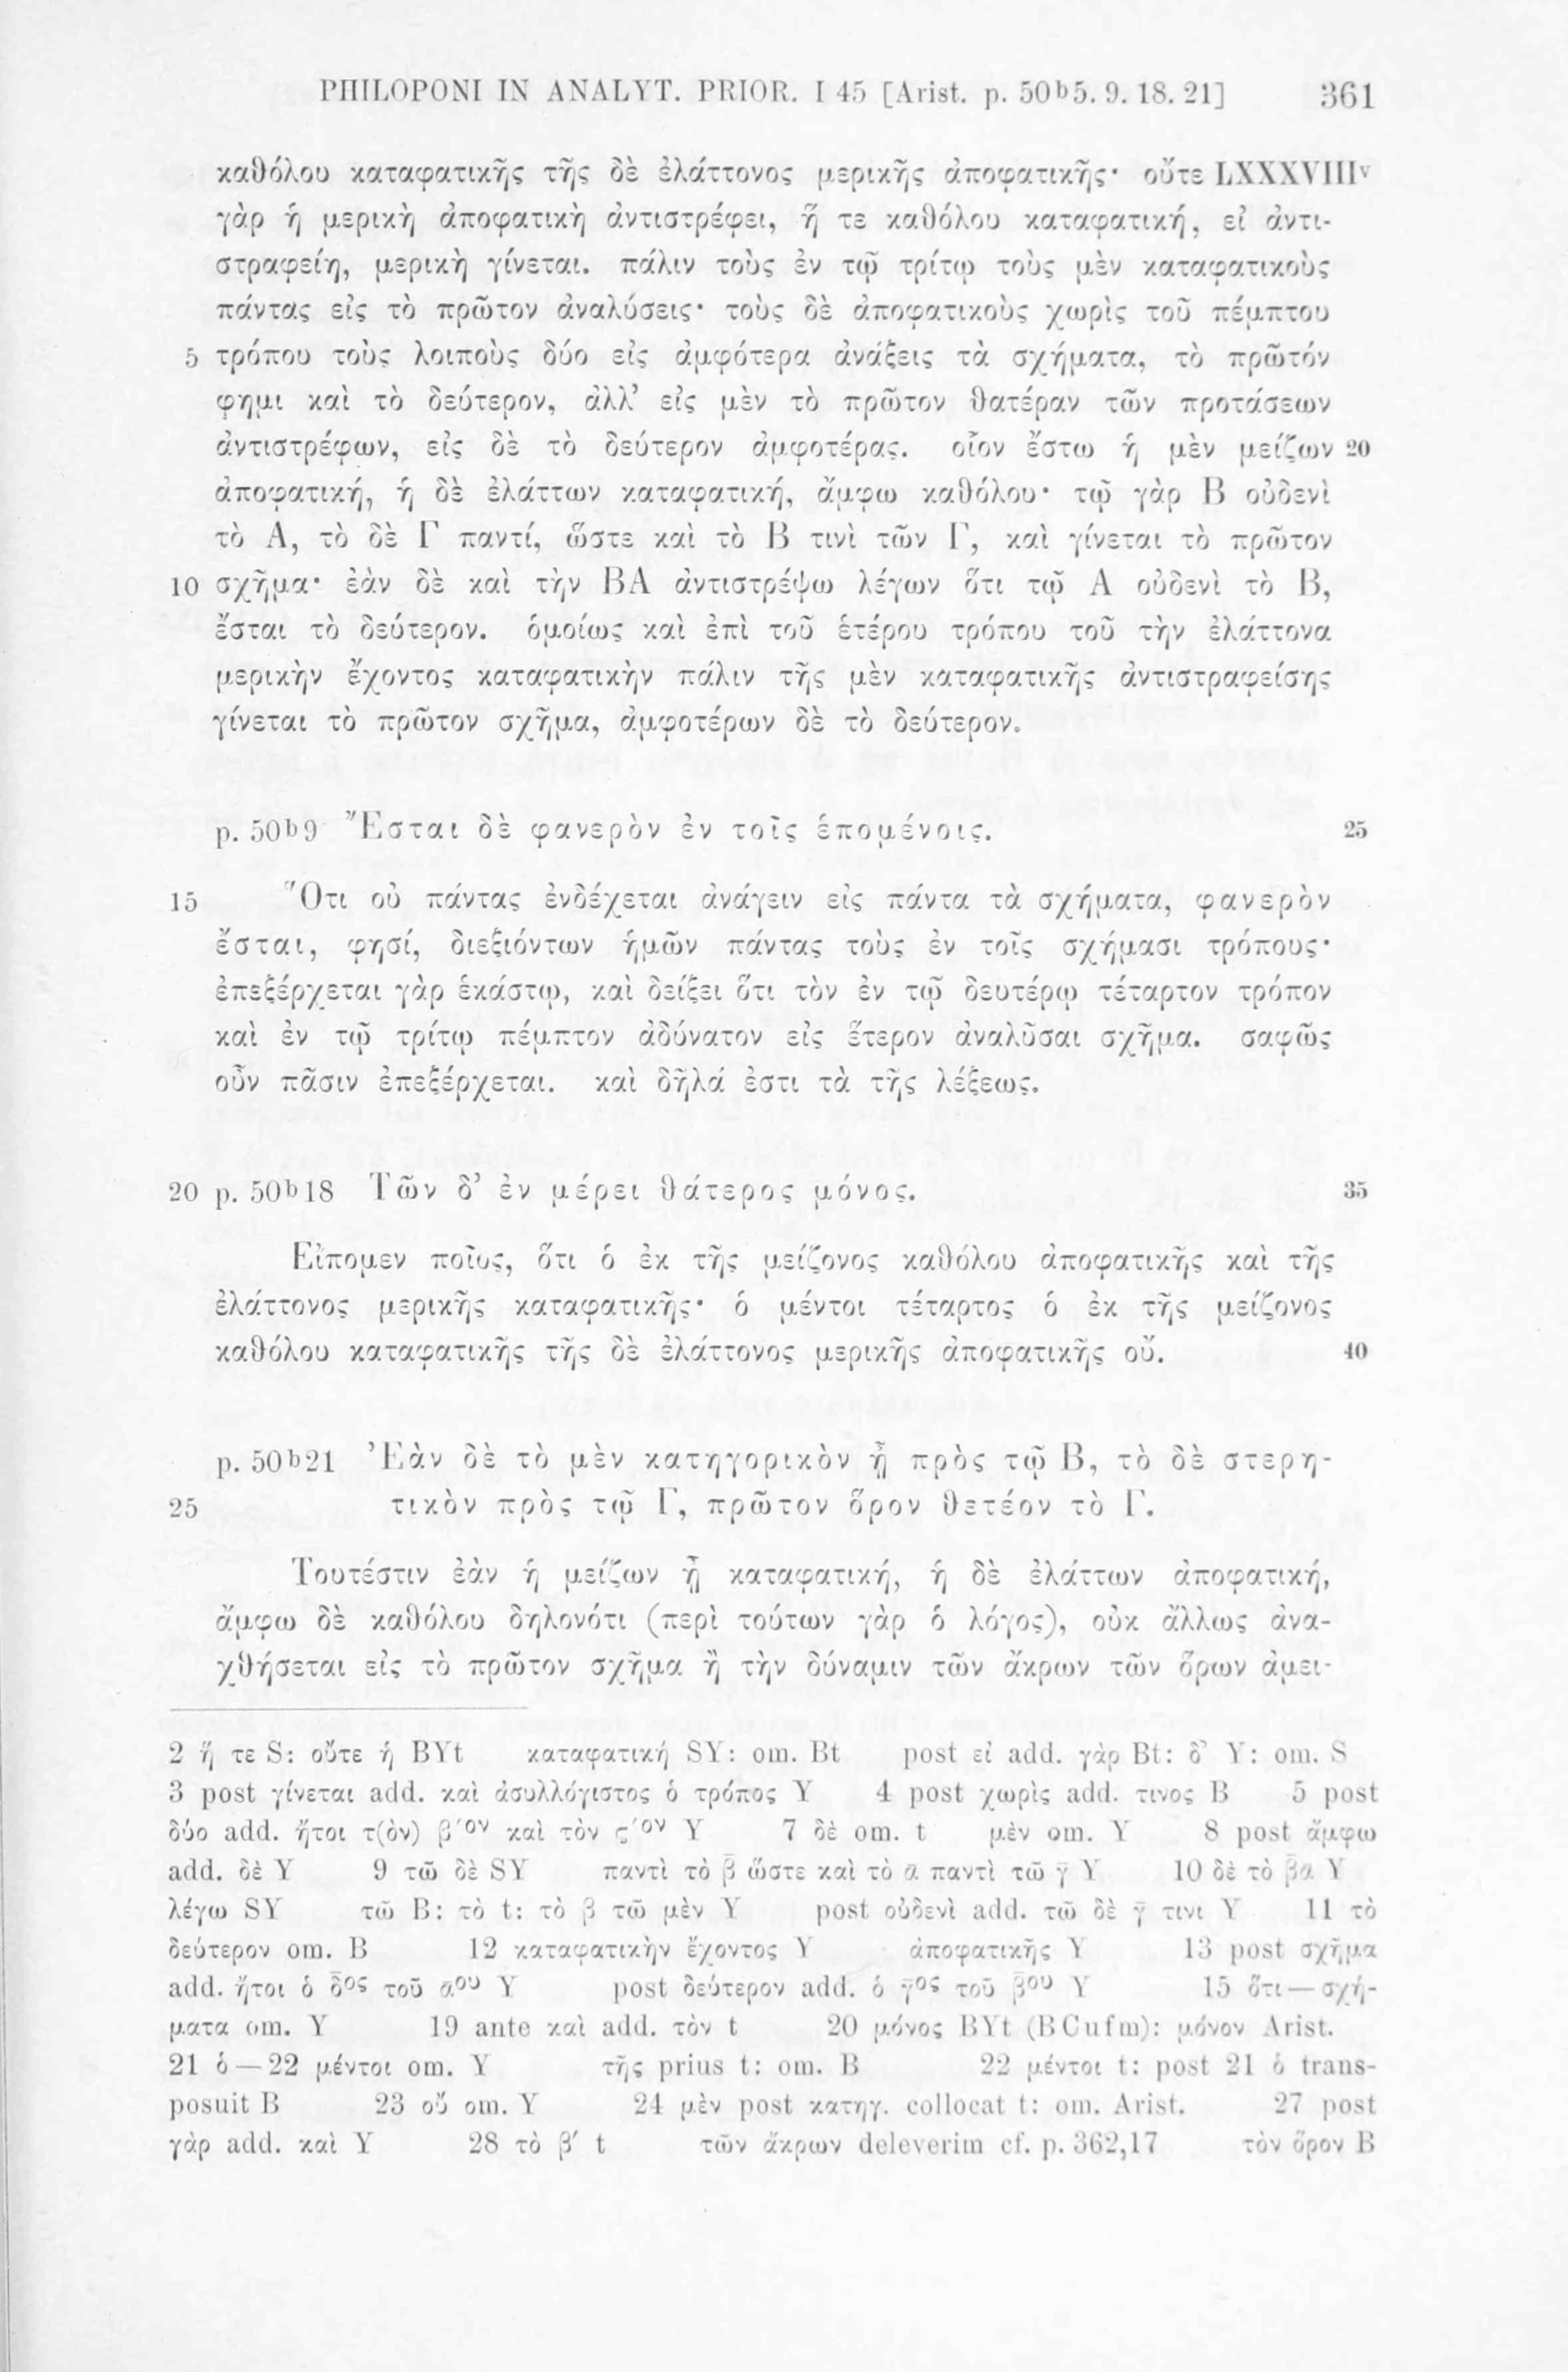 PHILOPONI IN ANALYT. PRIOR. I 45 [Arist. p. 50ᵇ5. 9. 18. 21] 361
καθόλου καταφατικῆς τῆς δὲ ἐλάττονος μερικῆς ἀποφατικῆς· οὔτε LXXXVIIIᵛ
γὰρ ἡ μερικὴ ἀποφατικὴ ἀντιστρέφει, ἥ τε καθόλου καταφατική, εἰ ἀντι-
στραφείη, μερικὴ γίνεται. πάλιν τοὺς ἐν τῷ τρίτῳ τοὺς μὲν καταφατικοὺς
πάντας εἰς τὸ πρῶτον ἀναλύσεις· τοὺς δὲ ἀποφατικοὺς χωρὶς τοῦ πέμπτου
5 τρόπου τοὺς λοιποὺς δύο εἰς ἀμφότερα ἀνάξεις τὰ σχήματα, τὸ πρῶτόν
φημι καὶ τὸ δεύτερον, ἀλλ’ εἰς μὲν τὸ πρῶτον θατέραν τῶν προτάσεων
ἀντιστρέφων, εἰς δὲ τὸ δεύτερον ἀμφοτέρας. οἷον ἔστω ἡ μὲν μείζων 20
ἀποφατική, ἡ δὲ ἐλάττων καταφατική, ἄμφω καθόλου· τῷ γὰρ Β οὐδενὶ
τὸ Α, τὸ δὲ Γ παντί, ὥστε καὶ τὸ Β τινὶ τῶν Γ, καὶ γίνεται τὸ πρῶτον
10 σχῆμα· ἐὰν δὲ καὶ τὴν ΒΑ ἀντιστρέψω λέγων ὅτι τῷ Α οὐδενὶ τὸ Β,
ἔσται τὸ δεύτερον. ὁμοίως καὶ ἐπὶ τοῦ ἑτέρου τρόπου τοῦ τὴν ἐλάττονα
μερικὴν ἔχοντος καταφατικὴν πάλιν τῆς μὲν καταφατικῆς ἀντιστραφείσης
γίνεται τὸ πρῶτον σχῆμα, ἀμφοτέρων δὲ τὸ δεύτερον.
p. 50ᵇ9 Ἔσται δὲ φανερὸν ἐν τοῖς ἑπομένοις. 25
15 Ὅτι οὐ πάντας ἐνδέχεται ἀνάγειν εἰς πάντα τὰ σχήματα, φανερὸν
ἔσται, φησί, διεξιόντων ἡμῶν πάντας τοὺς ἐν τοῖς σχήμασι τρόπους·
ἐπεξέρχεται γὰρ ἑκάστῳ, καὶ δείξει ὅτι τὸν ἐν τῷ δευτέρῳ τέταρτον τρόπον
καὶ ἐν τῷ τρίτῳ πέμπτον ἀδύνατον εἰς ἕτερον ἀναλῦσαι σχῆμα. σαφῶς
οὖν πᾶσιν ἐπεξέρχεται. καὶ δῆλά ἐστι τὰ τῆς λέξεως.
20 p. 50ᵇ18 Τῶν δ’ ἐν μέρει θάτερος μόνος. 35
Εἴπομεν ποῖος, ὅτι ὁ ἐκ τῆς μείζονος καθόλου ἀποφατικῆς καὶ τῆς
ἐλάττονος μερικῆς καταφατικῆς· ὁ μέντοι τέταρτος ὁ ἐκ τῆς μείζονος
καθόλου καταφατικῆς τῆς δὲ ἐλάττονος μερικῆς ἀποφατικῆς οὔ. 40
p. 50ᵇ21 Ἐὰν δὲ τὸ μὲν κατηγορικὸν ᾖ πρὸς τῷ Β, τὸ δὲ στερη-
25 τικὸν πρὸς τῷ Γ, πρῶτον ὅρον θετέον τὸ Γ.
Τουτέστιν ἐὰν ἡ μείζων ᾖ καταφατική, ἡ δὲ ἐλάττων ἀποφατική,
ἄμφω δὲ καθόλου δηλονότι (περὶ τούτων γὰρ ὁ λόγος), οὐκ ἄλλως ἀνα-
χθήσεται εἰς τὸ πρῶτον σχῆμα ἢ τὴν δύναμιν τῶν ἄκρων τῶν ὅρων ἀμει-
2 ἥ τε S: οὔτε ἡ BYt καταφατική SY: om. Bt post εἰ add. γὰρ Bt: δ’ Y: om. S
3 post γίνεται add. καὶ ἀσυλλόγιστος ὁ τρόπος Y 4 post χωρὶς add. τινος B 5 post
δύο add. ἤτοι τ(ὸν) β′ᵒⱽ καὶ τὸν ϛ′ᵒⱽ Y 7 δὲ om. t μὲν om. Y 8 post ἄμφω
add. δὲ Y 9 τῶ δὲ SY παντὶ τὸ β̄ ὥστε καὶ τὸ ᾱ παντὶ τῶ γ̄ Y 10 δὲ τὸ β̄ᾱ Y
λέγω SY τῶ B: τὸ t: τὸ β̄ τῶ μὲν Y post οὐδενὶ add. τῶ δὲ γ̄ τινι Y 11 τὸ
δεύτερον om. B 12 καταφατικὴν ἔχοντος Y ἀποφατικῆς Y 13 post σχῆμα
add. ἤτοι ὁ δ̄ᵒˢ τοῦ ᾱᵒᵘ Y post δεύτερον add. ὁ γ̄ᵒˢ τοῦ β̄ᵒᵘ Y 15 ὅτι — σχή-
ματα om. Y 19 ante καὶ add. τὸν t 20 μόνος BYt (BCufm): μόνον Arist.
21 ὁ — 22 μέντοι om. Y τῆς prius t: om. B 22 μέντοι t: post 21 ὁ trans-
posuit B 23 οὔ om. Y 24 μὲν post κατηγ. collocat t: om. Arist. 27 post
γὰρ add. καὶ Y 28 τὸ β′ t τῶν ἄκρων deleverim cf. p. 362,17 τὸν ὅρον B